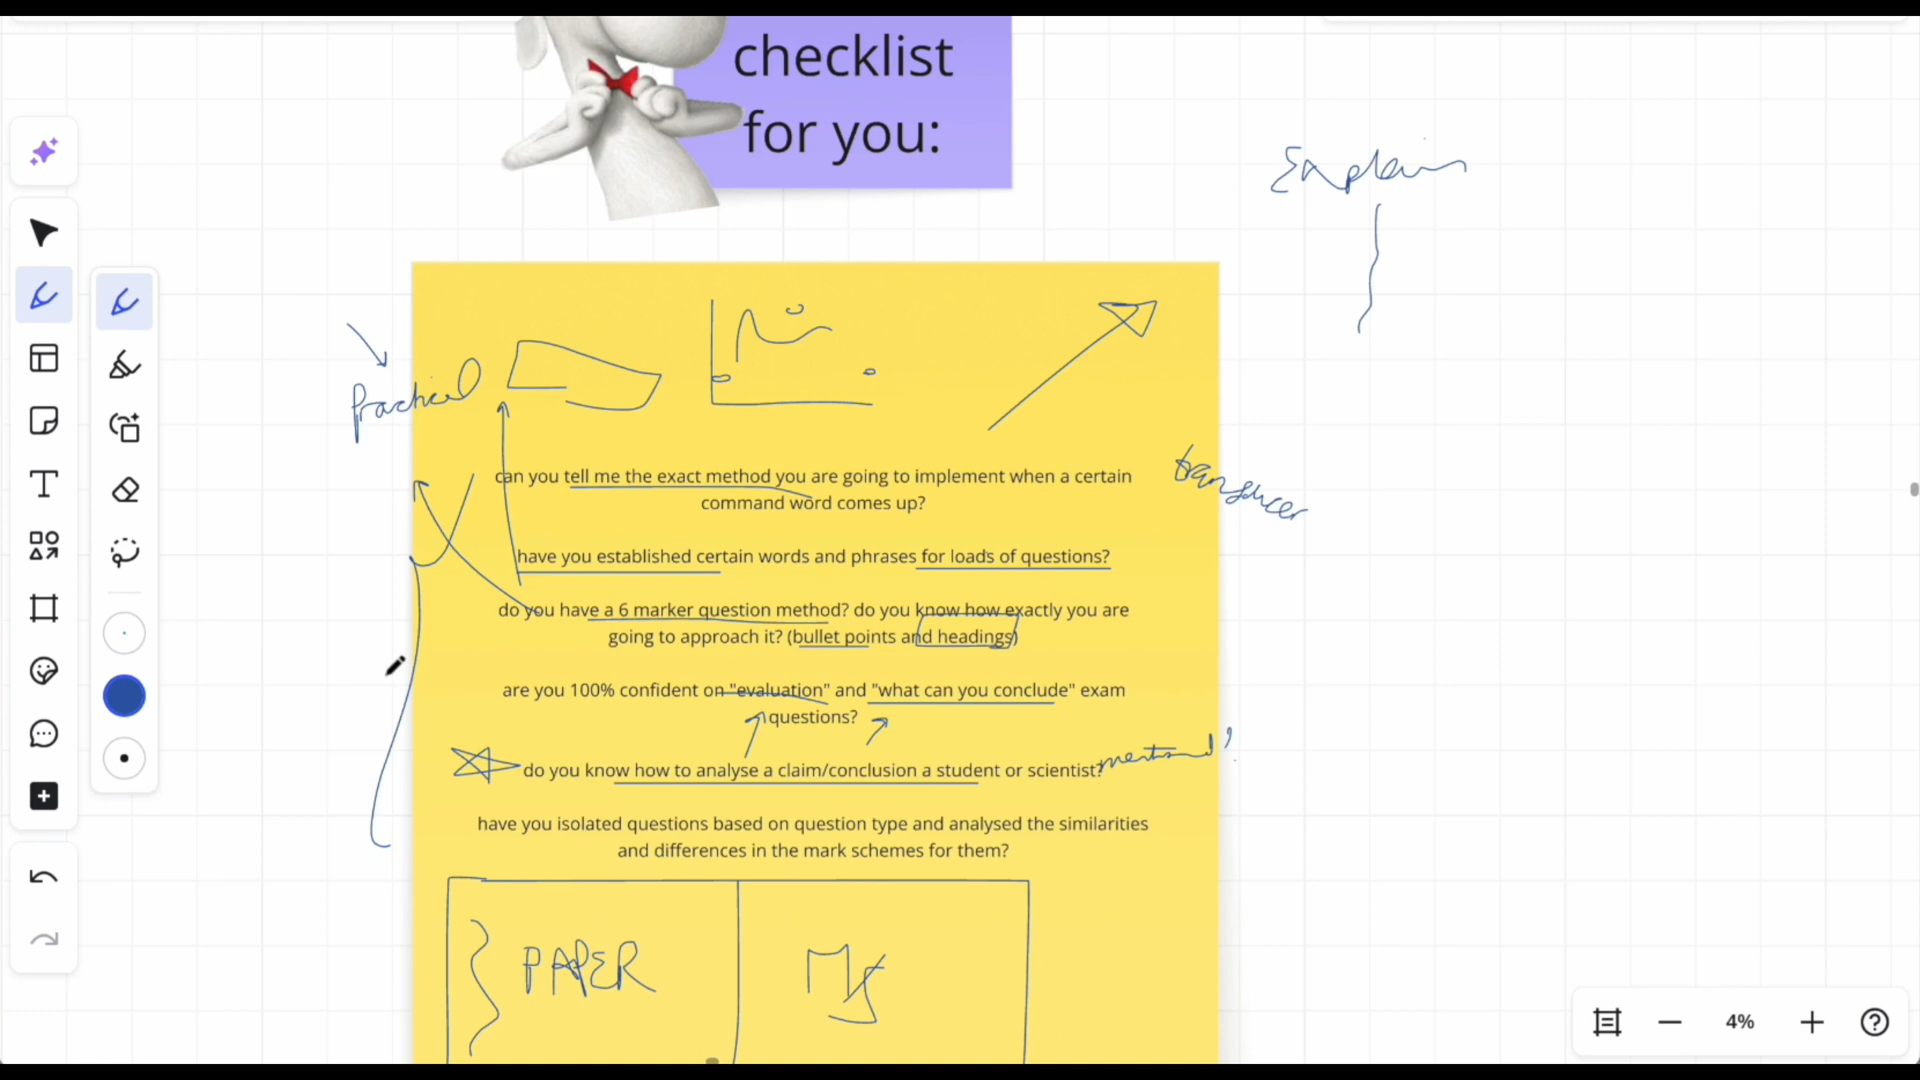 checklist
for you:
Explain
Practical
can you tell me the exact method you are going to implement when a certain
command word comes up?
transducer
have you established certain words and phrases for loads of questions?
do you have a 6 marker question method? do you know how exactly you are
going to approach it? (bullet points and headings)
are you 100% confident on "evaluation" and "what can you conclude" exam
questions?
do you know how to analyse a claim/conclusion a student or scientist?
have you isolated questions based on question type and analysed the similarities
and differences in the mark schemes for them?
PAPER
MS
4%